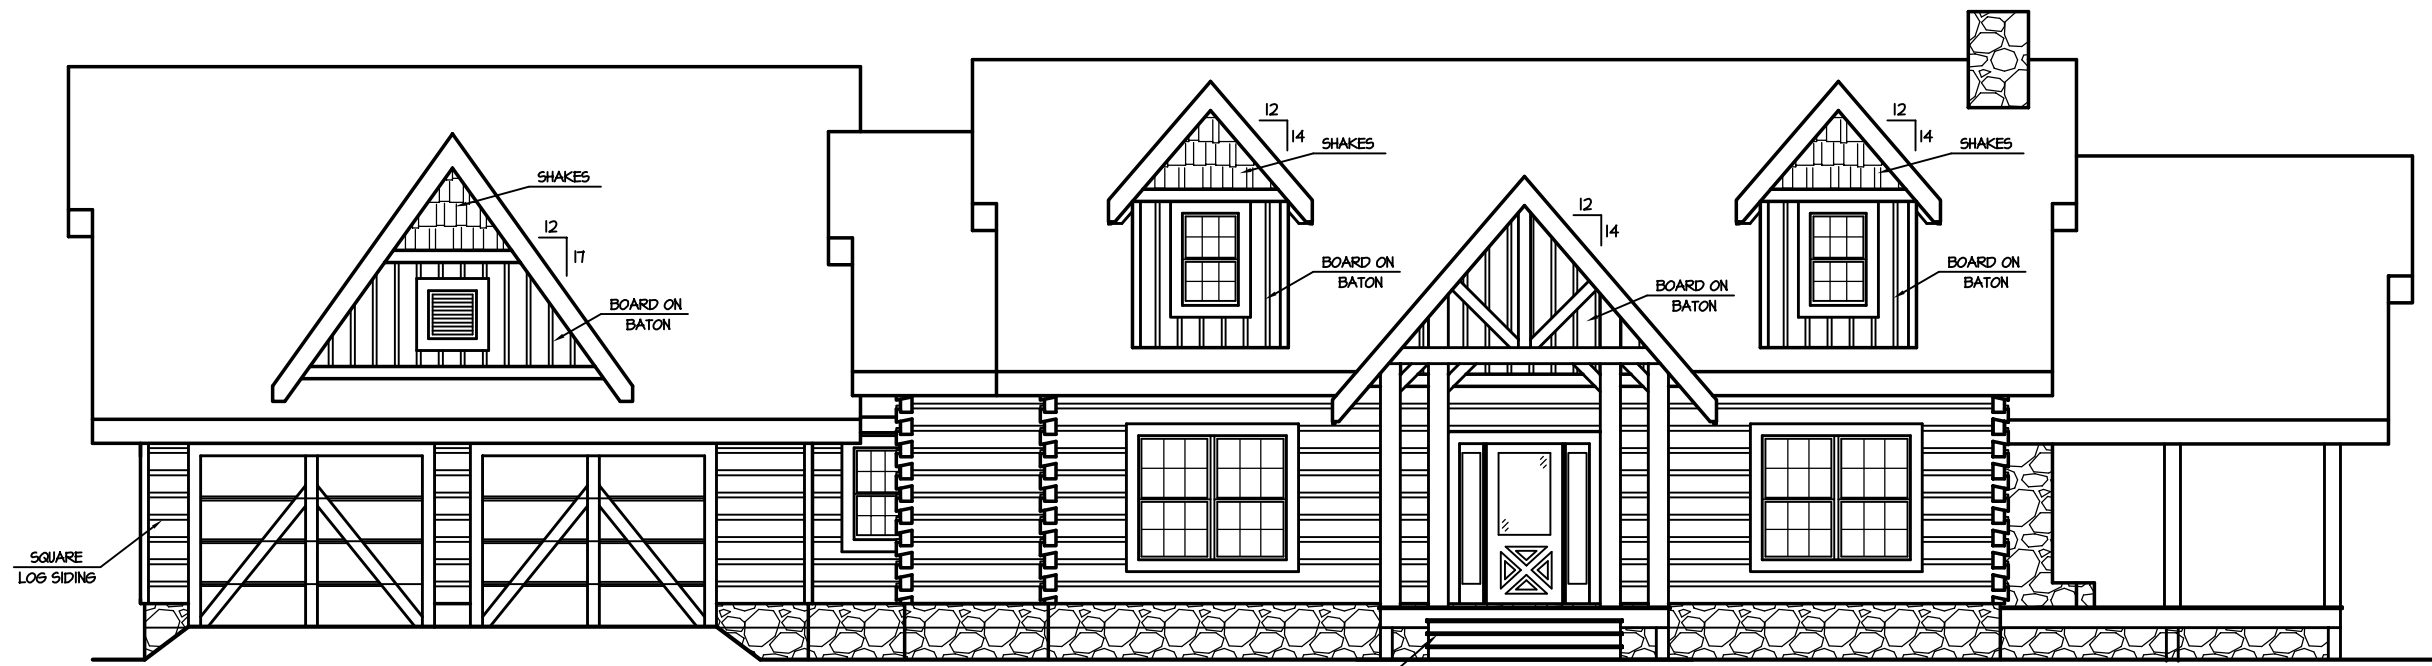 SHAKES
12
17
BOARD ON
BATON
SQUARE
LOG SIDING
12
14
SHAKES
BOARD ON
BATON
12
14
BOARD ON
BATON
12
14
SHAKES
BOARD ON
BATON